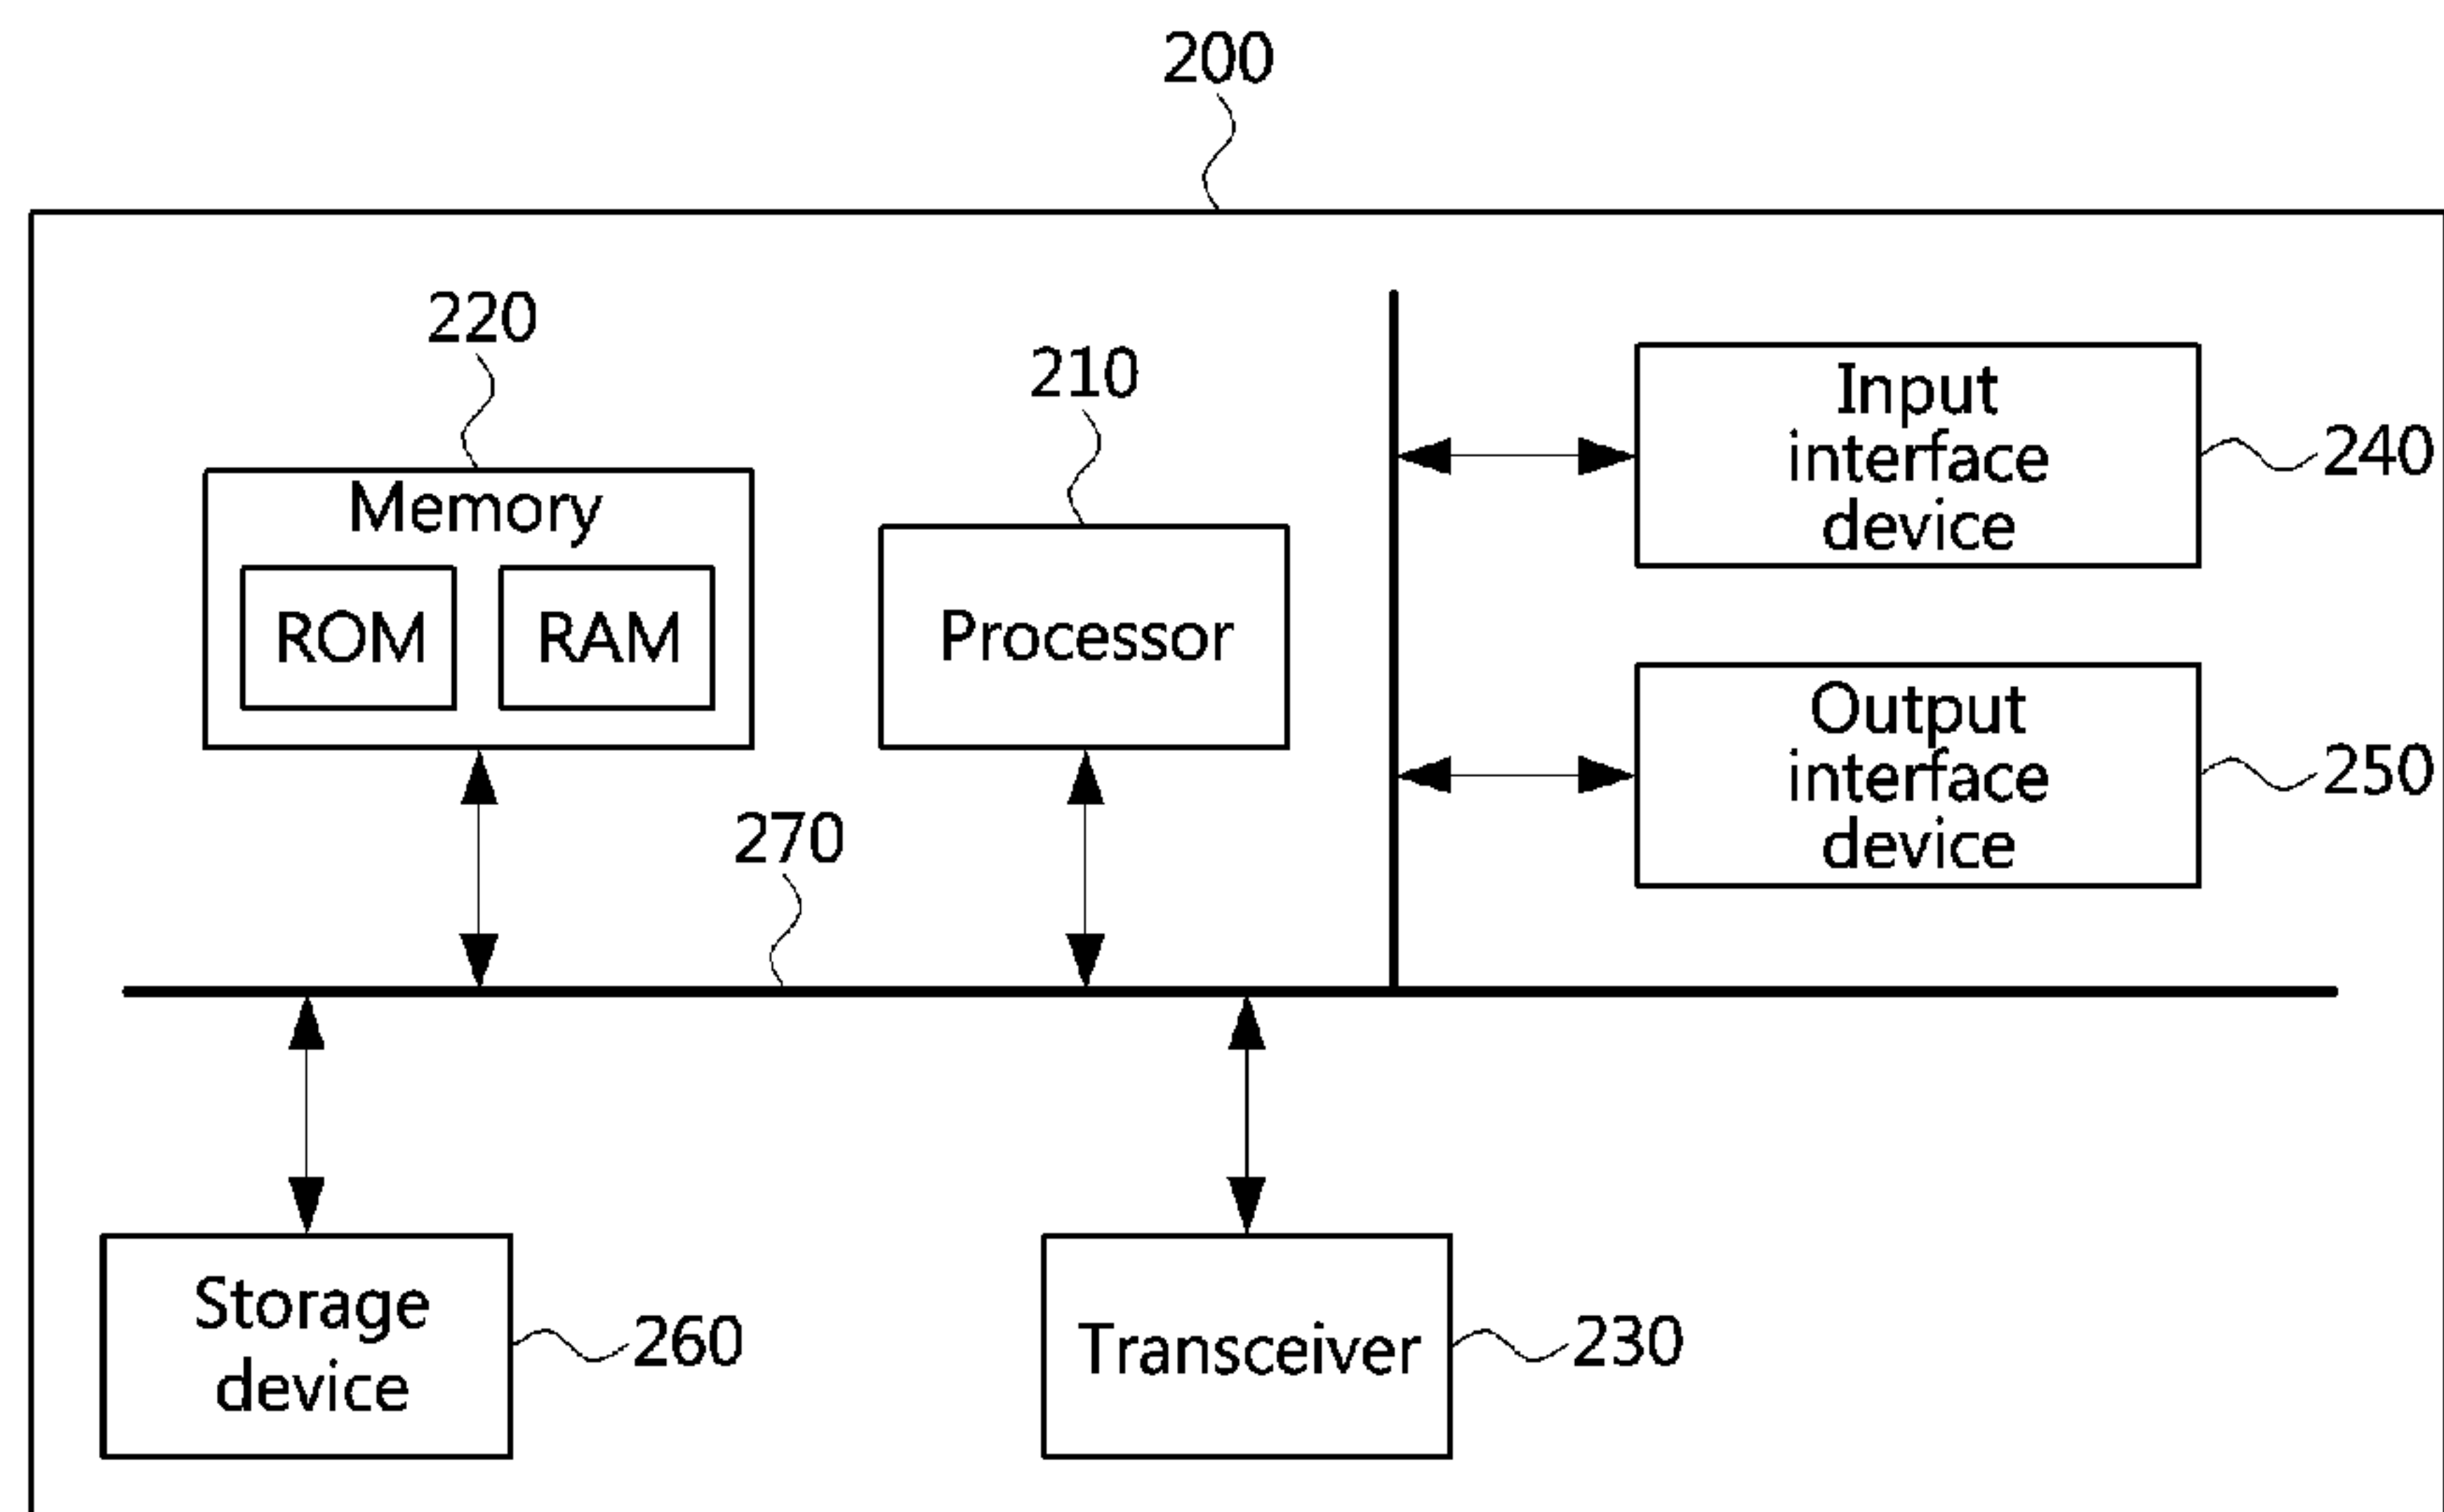 200
220
210
Memory
ROM
RAM
Processor
Input
interface
device
240
Output
interface
device
250
270
Storage
device
260
Transceiver
230